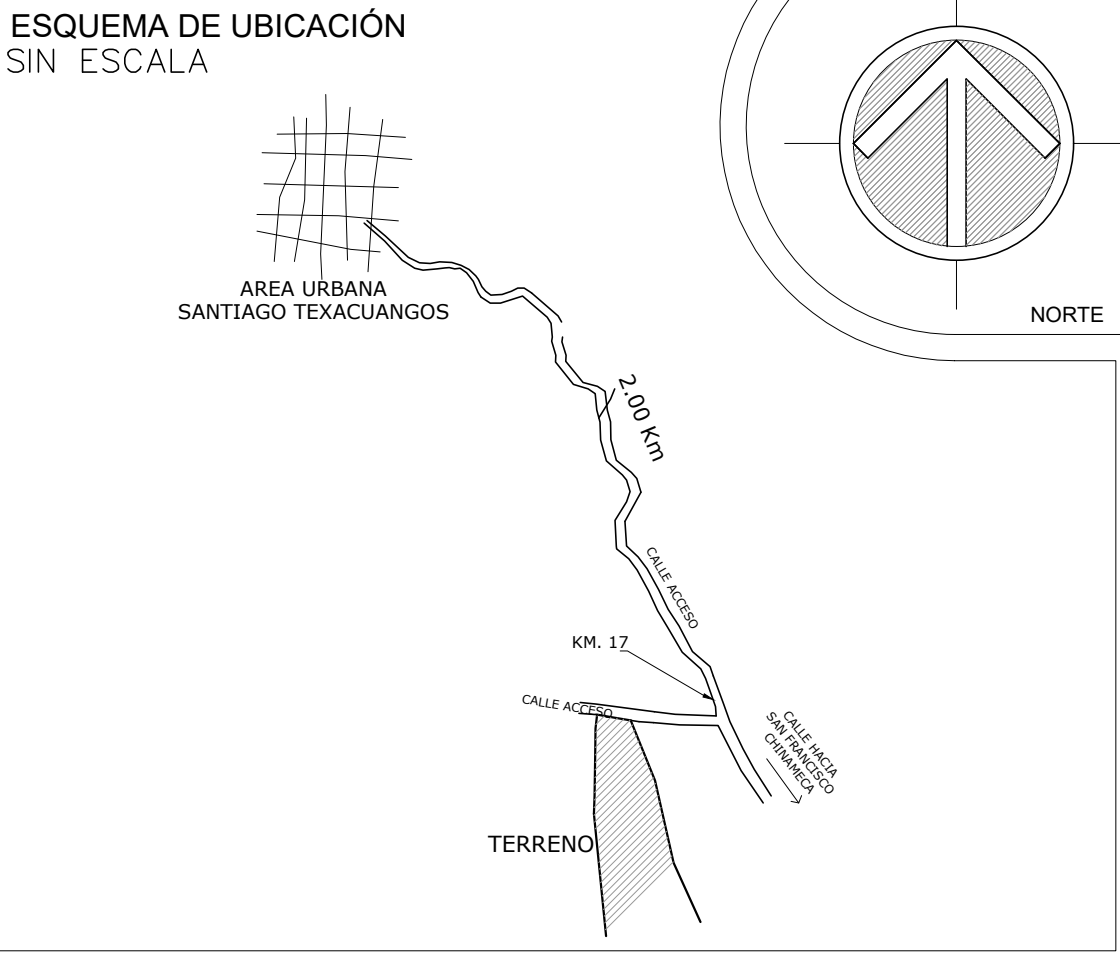 ESQUEMA DE UBICACIÓN
SIN ESCALA
NORTE
AREA URBANA
SANTIAGO TEXACUANGOS
2.00 Km
CALLE ACCESO
KM. 17
CALLE ACCESO
CALLE HACIA
SAN FRANCISCO
CHINAMECA
TERRENO